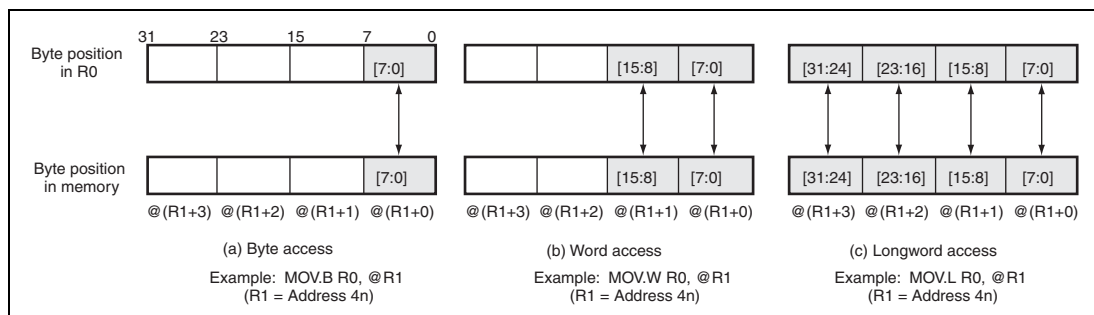 31 23 15 7 0
Byte position
in R0
[7:0]
[15:8] [7:0]
[31:24] [23:16] [15:8] [7:0]
Byte position
in memory
[7:0]
[15:8] [7:0]
[31:24] [23:16] [15:8] [7:0]
@(R1+3) @(R1+2) @(R1+1) @(R1+0)
@(R1+3) @(R1+2) @(R1+1) @(R1+0)
@(R1+3) @(R1+2) @(R1+1) @(R1+0)
(a) Byte access
Example: MOV.B R0, @R1
(R1 = Address 4n)
(b) Word access
Example: MOV.W R0, @R1
(R1 = Address 4n)
(c) Longword access
Example: MOV.L R0, @R1
(R1 = Address 4n)